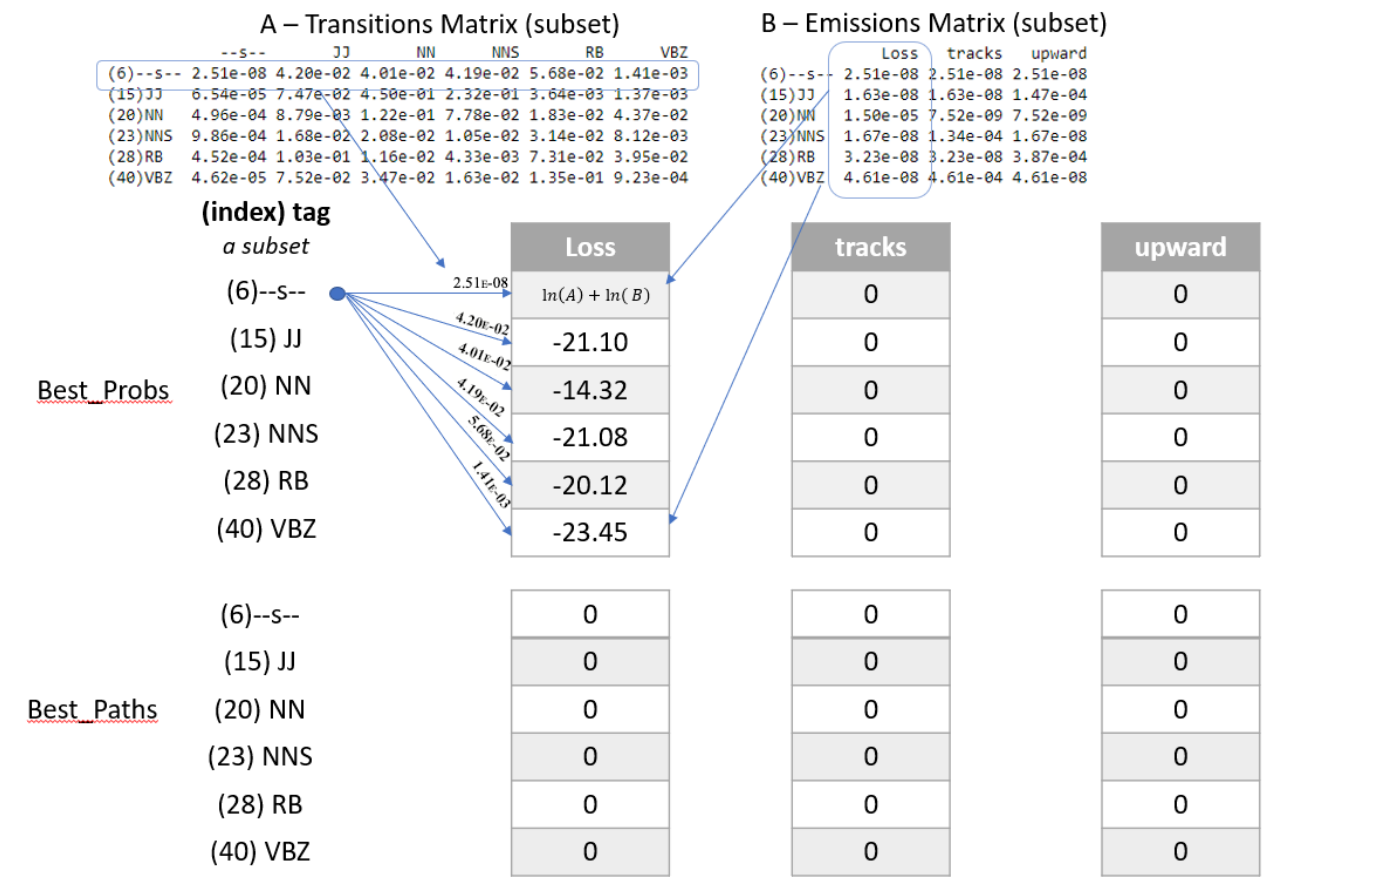 A – Transitions Matrix (subset)
B – Emissions Matrix (subset)
--s-- JJ NN NNS RB VBZ
(6)--s-- 2.51e-08 4.20e-02 4.01e-02 4.19e-02 5.68e-02 1.41e-03
(15)JJ 6.54e-05 7.47e-02 4.50e-01 2.32e-01 3.64e-03 1.37e-03
(20)NN 4.96e-04 8.79e-03 1.22e-01 7.78e-02 1.83e-02 4.37e-02
(23)NNS 9.86e-04 1.68e-02 2.08e-02 1.05e-02 3.14e-02 8.12e-03
(28)RB 4.52e-04 1.03e-01 1.16e-02 4.33e-03 7.31e-02 3.95e-02
(40)VBZ 4.62e-05 7.52e-02 3.47e-02 1.63e-02 1.35e-01 9.23e-04
Loss tracks upward
(6)--s-- 2.51e-08 2.51e-08 2.51e-08
(15)JJ 1.63e-08 1.63e-08 1.47e-04
(20)NN 1.50e-05 7.52e-09 7.52e-09
(23)NNS 1.67e-08 1.34e-04 1.67e-08
(28)RB 3.23e-08 3.23e-08 3.87e-04
(40)VBZ 4.61e-08 4.61e-04 4.61e-08
(index) tag
a subset
Loss tracks upward
(6)--s-- 2.51E-08 ln(A) + ln(B) 0 0
(15) JJ 4.20E-02 -21.10 0 0
Best_Probs
(20) NN 4.01E-02 -14.32 0 0
(23) NNS 4.19E-02 -21.08 0 0
(28) RB 5.68E-02 -20.12 0 0
(40) VBZ 1.41E-03 -23.45 0 0
(6)--s-- 0 0 0
(15) JJ 0 0 0
Best_Paths
(20) NN 0 0 0
(23) NNS 0 0 0
(28) RB 0 0 0
(40) VBZ 0 0 0